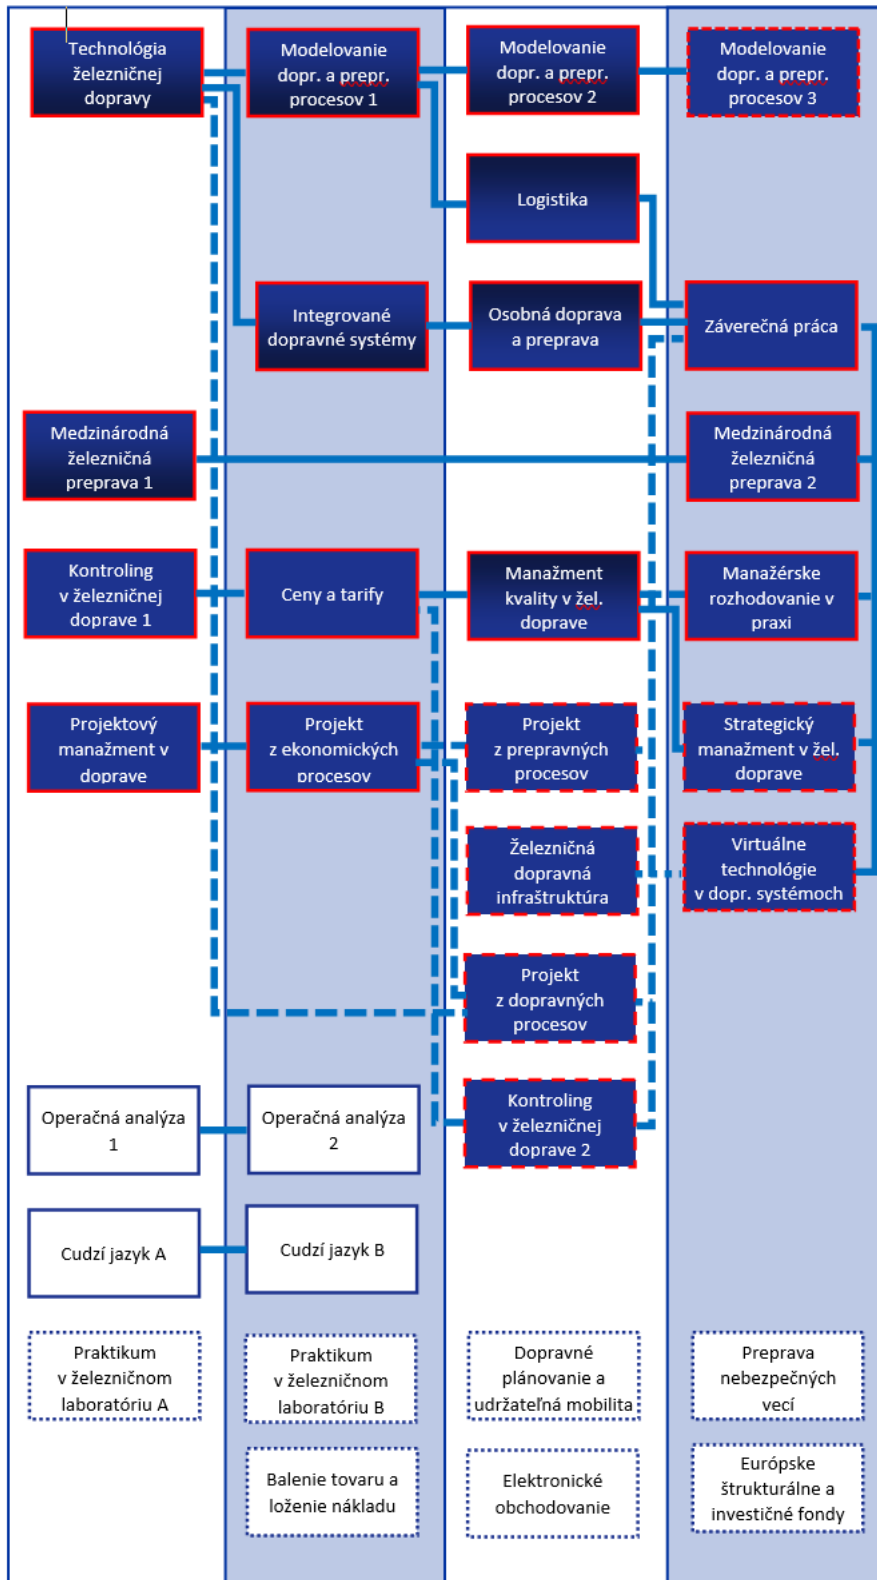 Technológia
železničnej
dopravy
Modelovanie
dopr. a prepr.
procesov 1
Modelovanie
dopr. a prepr.
procesov 2
Modelovanie
dopr. a prepr.
procesov 3
Logistika
Integrované
dopravné systémy
Osobná doprava
a preprava
Záverečná práca
Medzinárodná
železničná
preprava 1
Medzinárodná
železničná
preprava 2
Kontroling
v železničnej
doprave 1
Ceny a tarify
Manažment
kvality v žel.
doprave
Manažérske
rozhodovanie v
praxi
Projektový
manažment v
doprave
Projekt
z ekonomických
procesov
Projekt
z prepravných
procesov
Strategický
manažment v žel.
doprave
Železničná
dopravná
infraštruktúra
Virtuálne
technológie
v dopr. systémoch
Projekt
z dopravných
procesov
Operačná analýza
1
Operačná analýza
2
Kontroling
v železničnej
doprave 2
Cudzí jazyk A
Cudzí jazyk B
Praktikum
v železničnom
laboratóriu A
Praktikum
v železničnom
laboratóriu B
Dopravné
plánovanie a
udržateľná mobilita
Preprava
nebezpečných
vecí
Balenie tovaru a
loženie nákladu
Elektronické
obchodovanie
Európske
štrukturálne a
investičné fondy